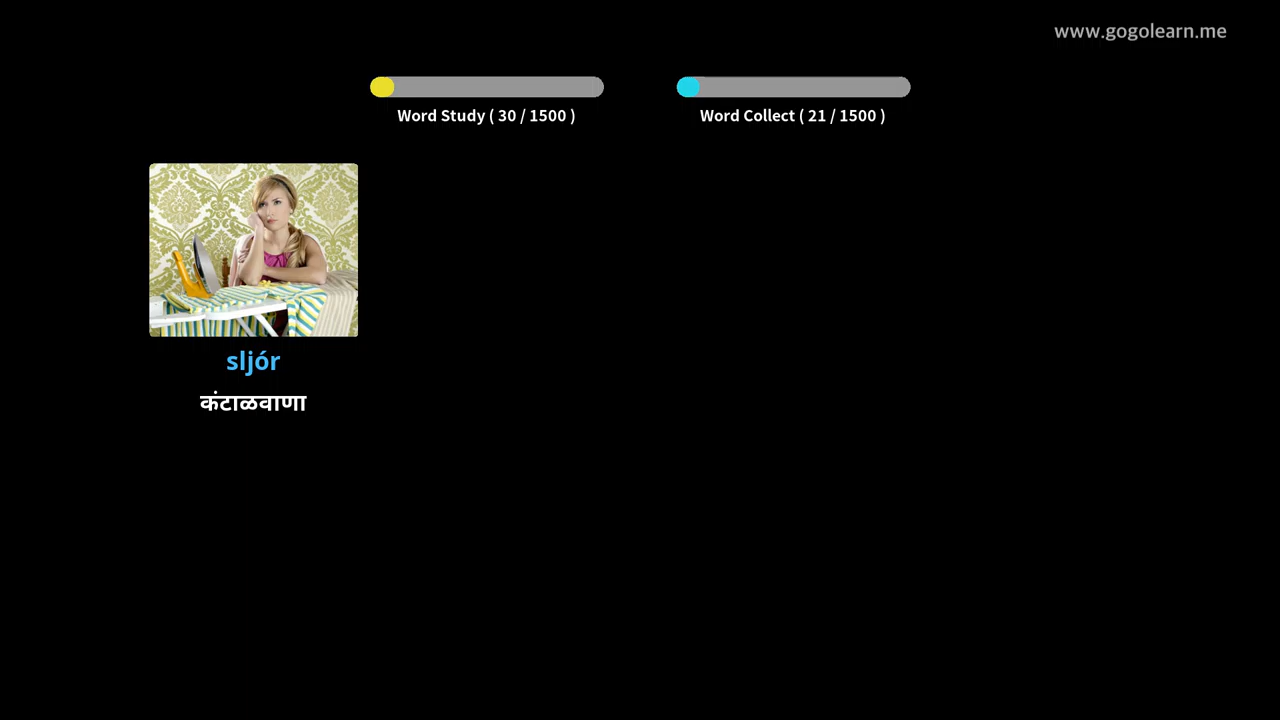 www.gogolearn.me
Word Study ( 30 / 1500 )
Word Collect ( 21 / 1500 )
sljór
कंटाळवाणा